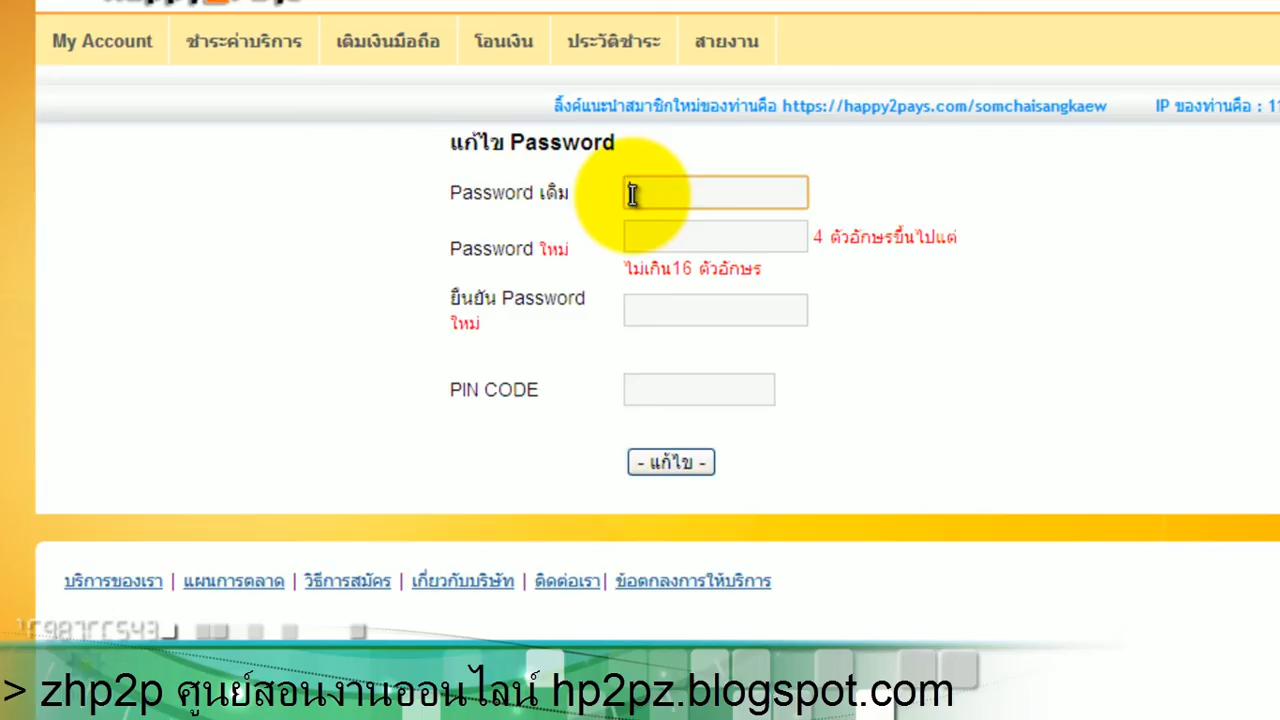 My Account ชำระค่าบริการ เติมเงินมือถือ โอนเงิน ประวัติชำระ สายงาน
ลิ้งค์แนะนำสมาชิกใหม่ของท่านคือ https://happy2pays.com/somchaisangkaew IP ของท่านคือ : 11
แก้ไข Password
Password เดิม
Password ใหม่ 4 ตัวอักษรขึ้นไปแต่
ไม่เกิน16 ตัวอักษร
ยืนยัน Password
ใหม่
PIN CODE
- แก้ไข -
บริการของเรา | แผนการตลาด | วิธีการสมัคร | เกี่ยวกับบริษัท | ติดต่อเรา | ข้อตกลงการให้บริการ
> zhp2p ศูนย์สอนงานออนไลน์ hp2pz.blogspot.com